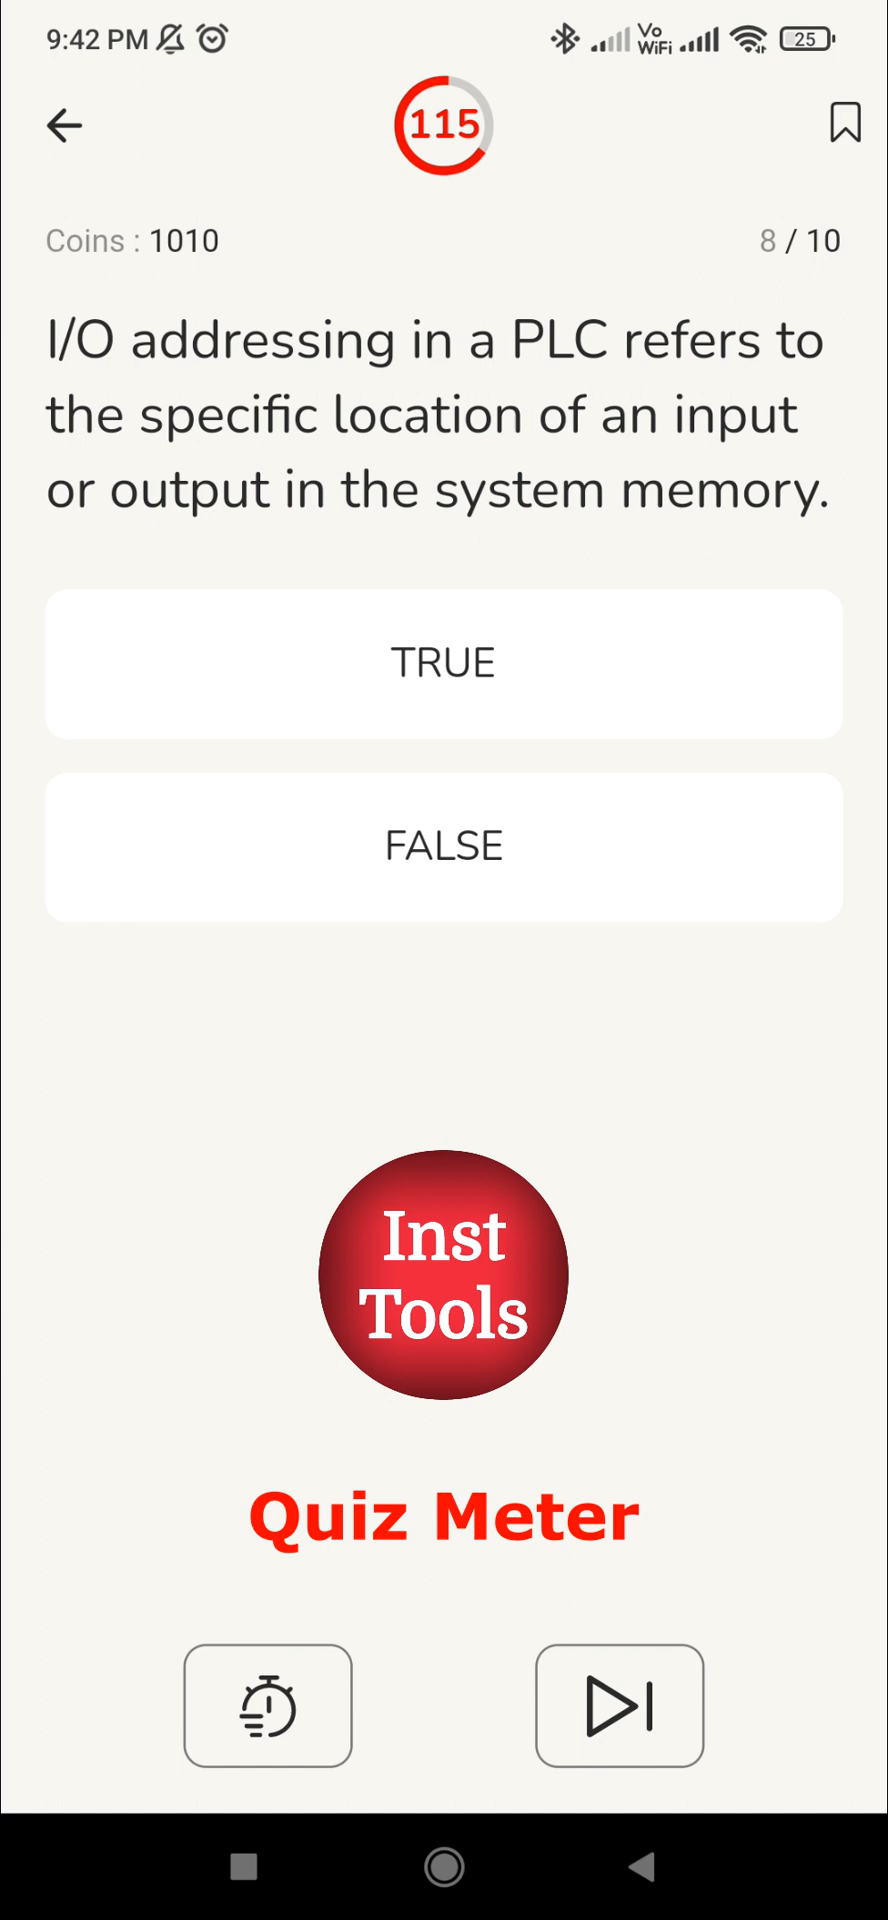 9:42 PM Vo WiFi 25
115
Coins : 1010 8 / 10
I/O addressing in a PLC refers to
the specific location of an input
or output in the system memory.
TRUE
FALSE
Inst
Tools
Quiz Meter